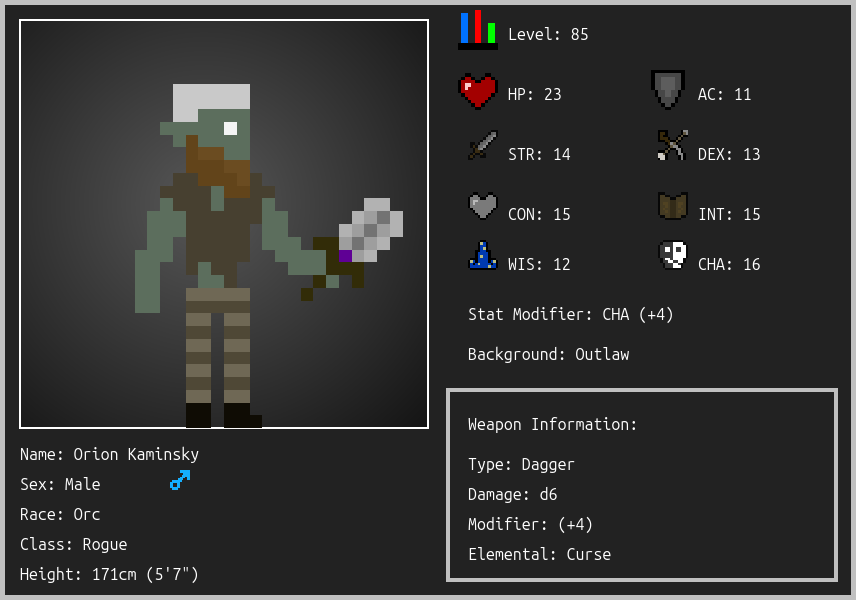 Level: 85
HP: 23
AC: 11
STR: 14
DEX: 13
CON: 15
INT: 15
WIS: 12
CHA: 16
Stat Modifier: CHA (+4)
Background: Outlaw
Weapon Information:
Type: Dagger
Damage: d6
Modifier: (+4)
Elemental: Curse
Name: Orion Kaminsky
Sex: Male
Race: Orc
Class: Rogue
Height: 171cm (5'7")